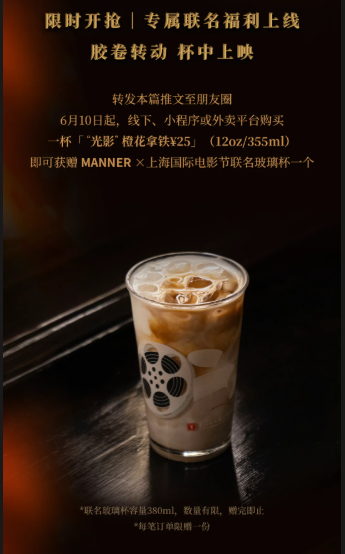 限时开抢｜专属联名福利上线
胶卷转动 杯中上映
转发本篇推文至朋友圈
6月10日起，线下、小程序或外卖平台购买
一杯「“光影”橙花拿铁¥25」（12oz/355ml）
即可获赠 MANNER × 上海国际电影节联名玻璃杯一个
*联名玻璃杯容量380ml，数量有限，赠完即止
*每笔订单限赠一份